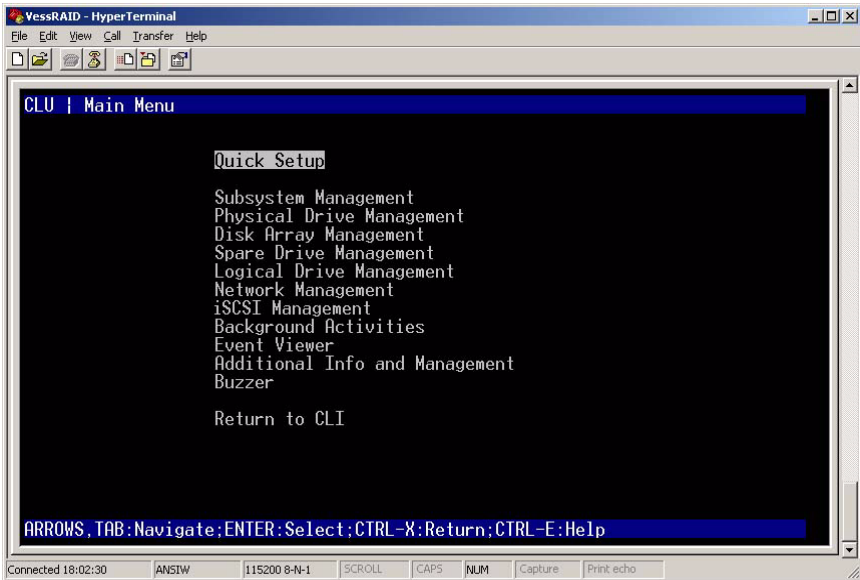 VessRAID - HyperTerminal
File Edit View Call Transfer Help
CLU | Main Menu
Quick Setup
Subsystem Management
Physical Drive Management
Disk Array Management
Spare Drive Management
Logical Drive Management
Network Management
iSCSI Management
Background Activities
Event Viewer
Additional Info and Management
Buzzer
Return to CLI
ARROWS,TAB:Navigate;ENTER:Select;CTRL-X:Return;CTRL-E:Help
Connected 18:02:30 ANSIW 115200 8-N-1 SCROLL CAPS NUM Capture Print echo